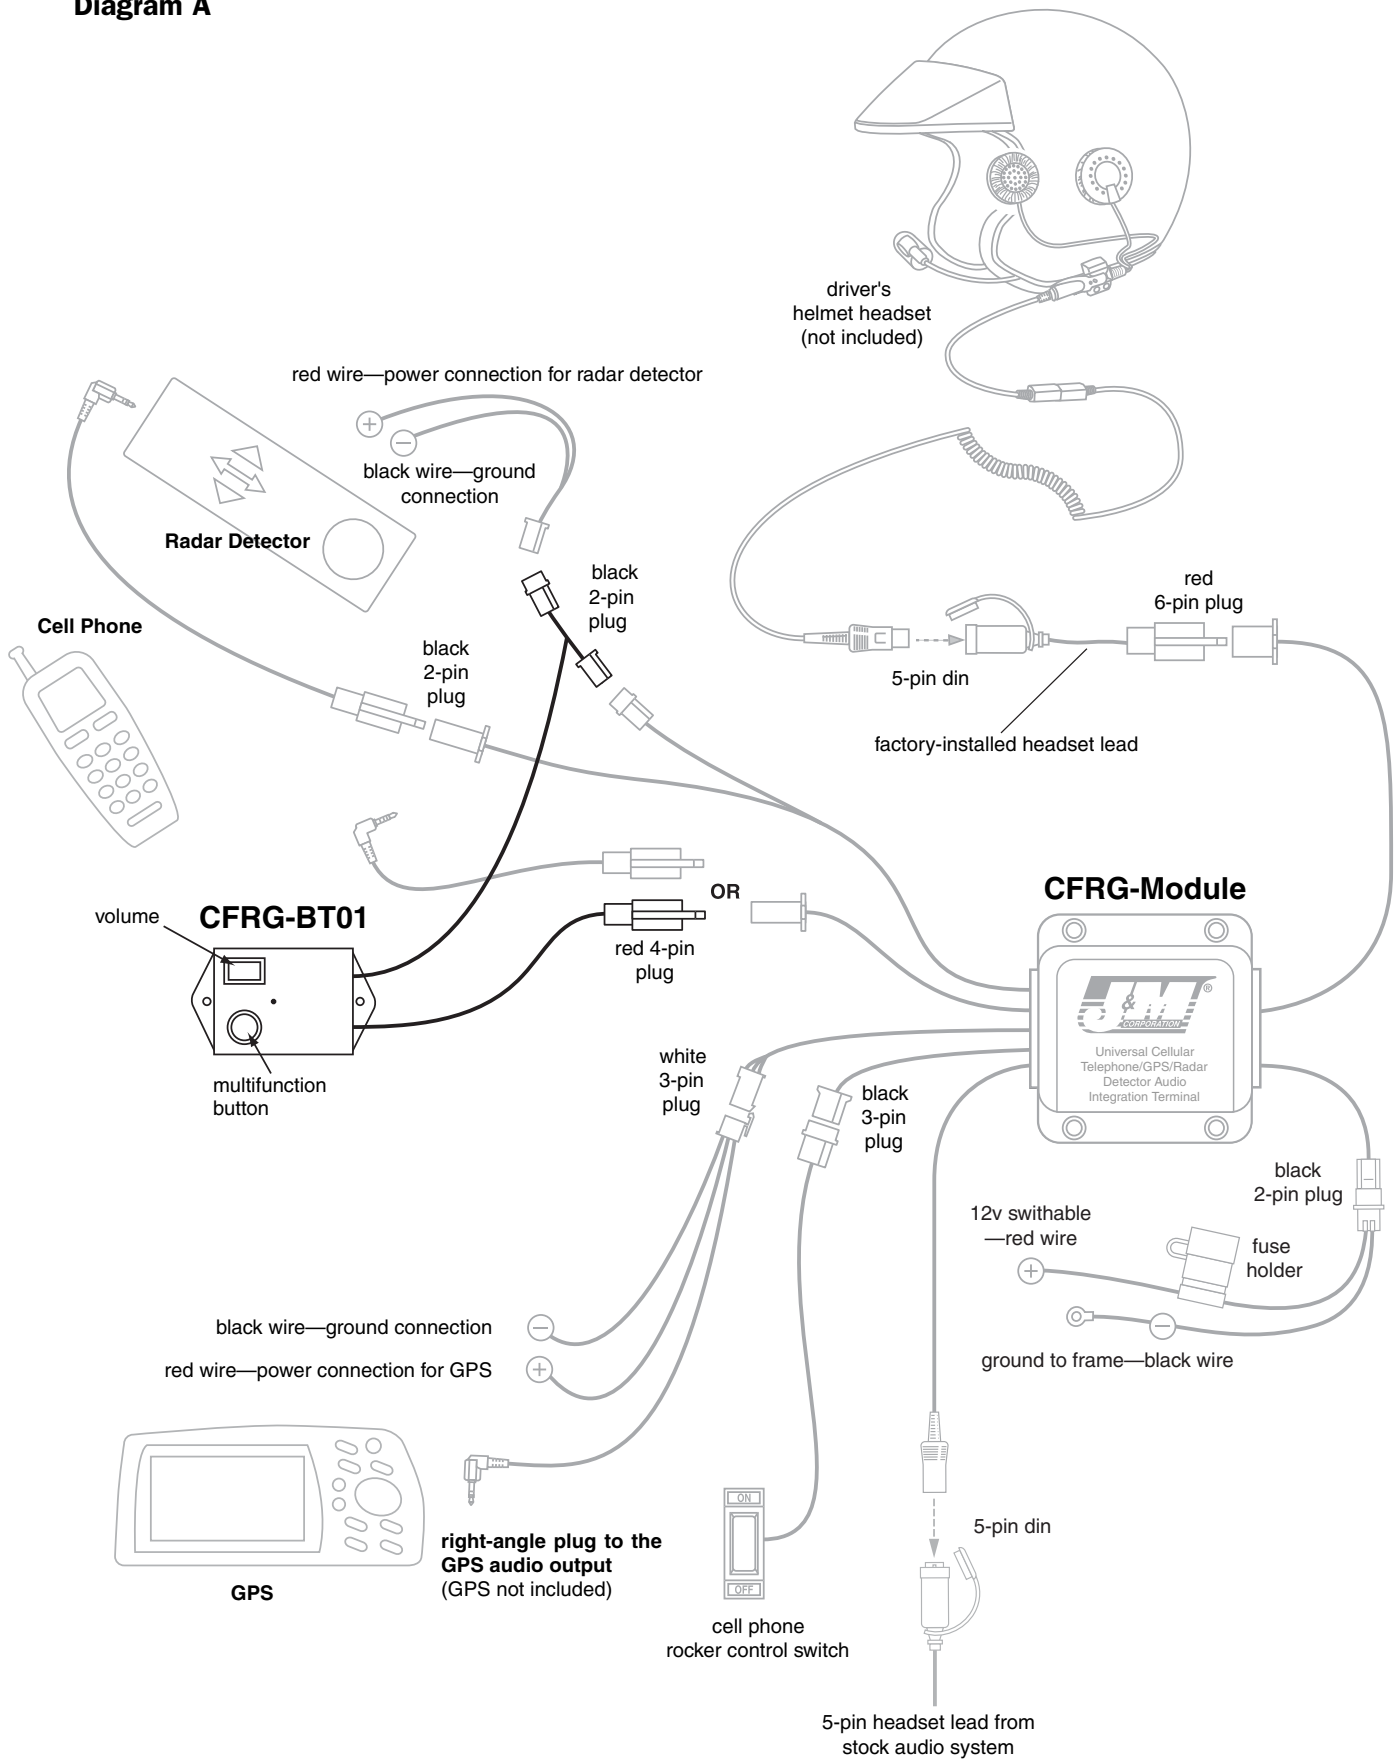 Diagram A
driver's
helmet headset
(not included)
red wire—power connection for radar detector
black wire—ground
connection
Radar Detector
black
2-pin
plug
red
6-pin plug
Cell Phone
black
2-pin
plug
5-pin din
factory-installed headset lead
OR
CFRG-Module
volume
CFRG-BT01
red 4-pin
plug
J&M
®
CORPORATION
Universal Cellular
Telephone/GPS/Radar
Detector Audio
Integration Terminal
multifunction
button
white
3-pin
plug
black
3-pin
plug
black
2-pin plug
12v swithable
—red wire
fuse
holder
black wire—ground connection
red wire—power connection for GPS
ground to frame—black wire
ON
OFF
5-pin din
right-angle plug to the
GPS audio output
(GPS not included)
GPS
cell phone
rocker control switch
5-pin headset lead from
stock audio system